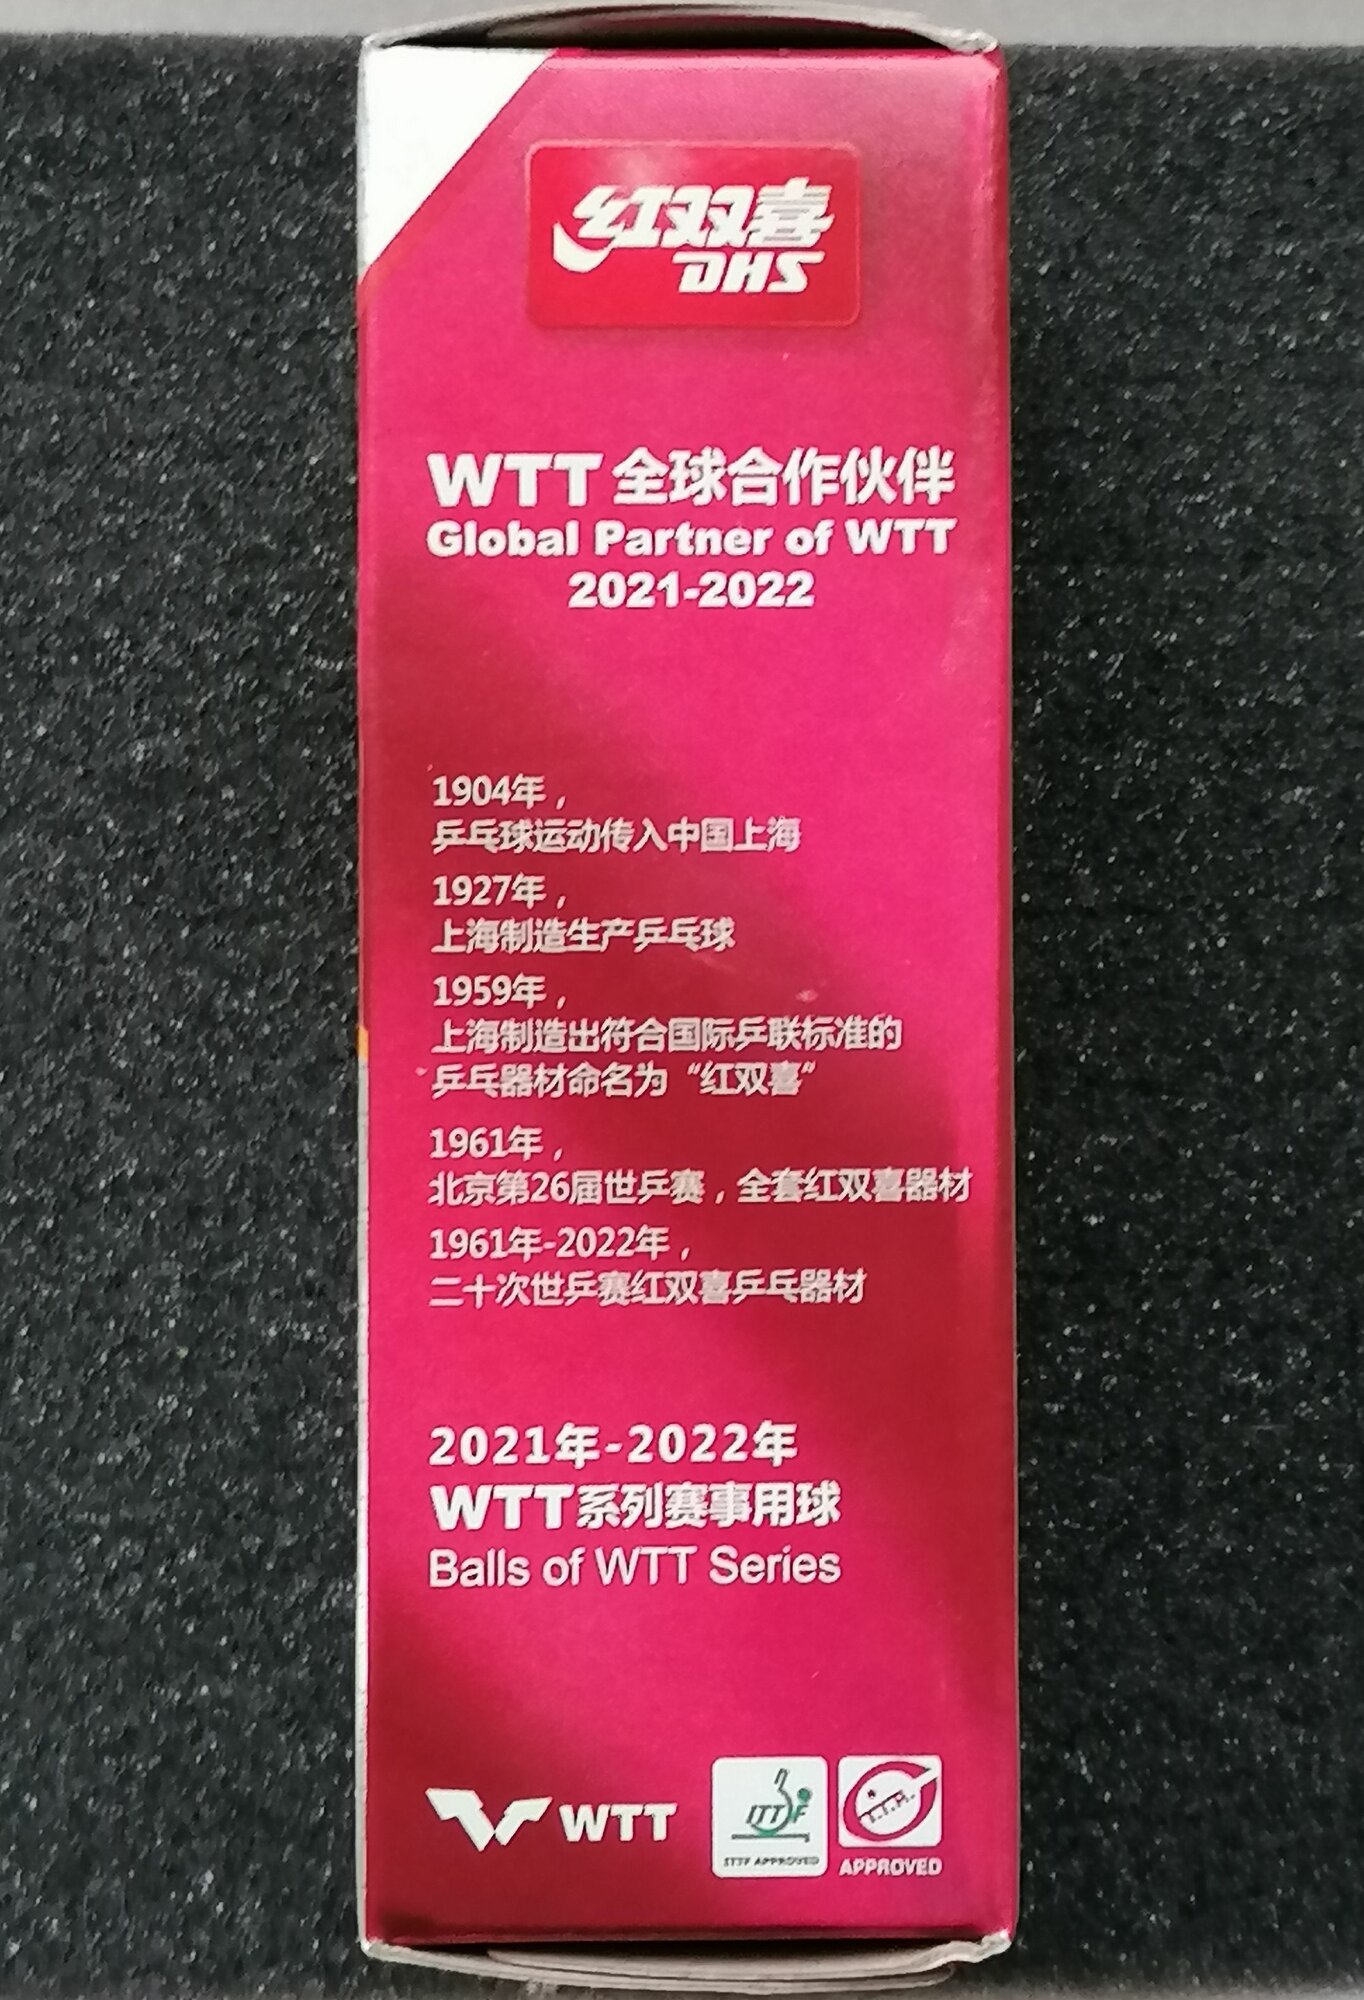 红双喜
DHS
WTT 全球合作伙伴
Global Partner of WTT
2021-2022
1904年，
乒乓球运动传入中国上海
1927年，
上海制造生产乒乓球
1959年，
上海制造出符合国际乒联标准的
乒乓器材命名为“红双喜”
1961年，
北京第26届世乒赛，全套红双喜器材
1961年-2022年，
二十次世乒赛红双喜乒乓器材
2021年-2022年
WTT系列赛事用球
Balls of WTT Series
WTT
ITTF
ITTF APPROVED
APPROVED